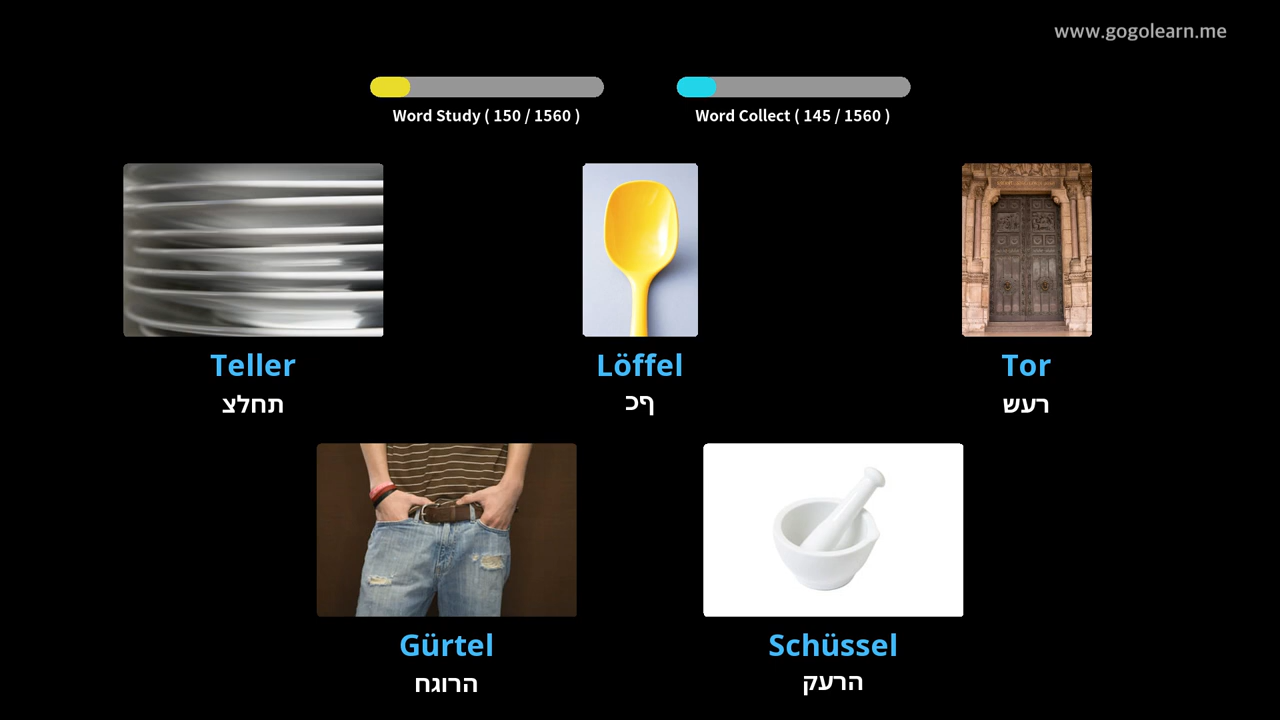 www.gogolearn.me
Word Study ( 150 / 1560 )
Word Collect ( 145 / 1560 )
Teller
תחלצ
Löffel
ףכ
Tor
רעש
Gürtel
הרוגח
Schüssel
הרעק